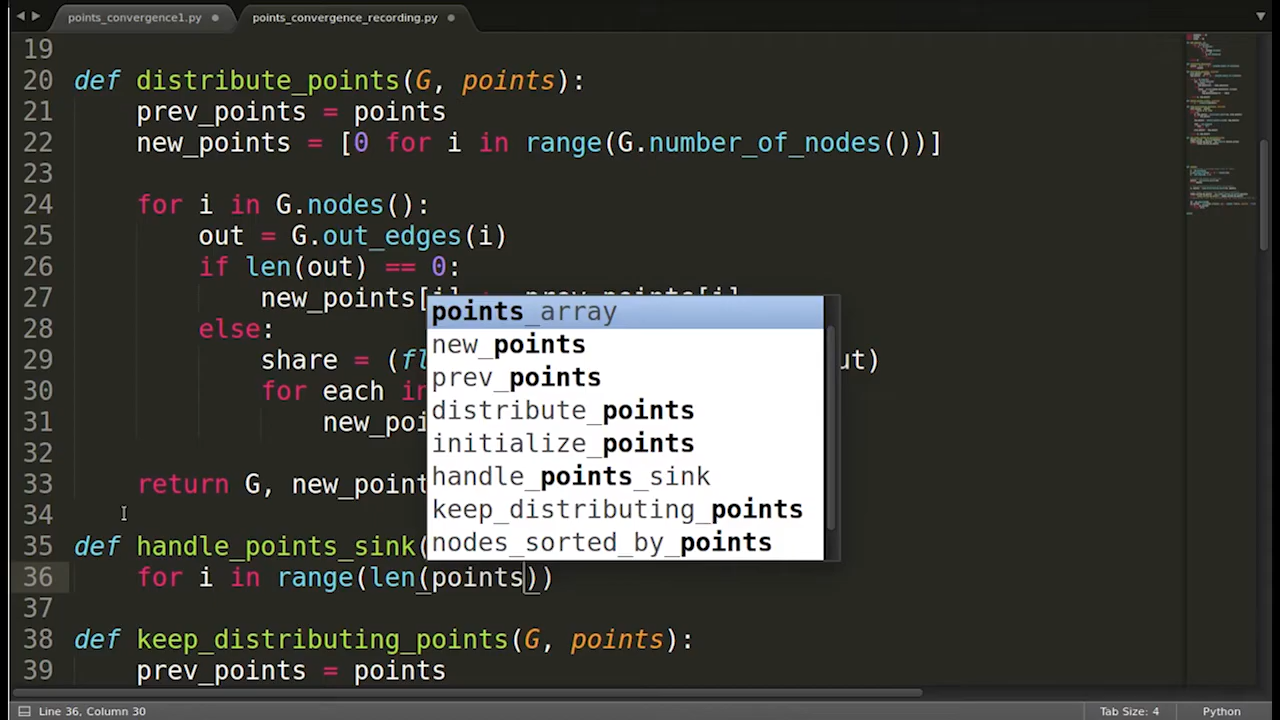 points_convergence1.py
points_convergence_recording.py
19
20 def distribute_points(G, points):
21 prev_points = points
22 new_points = [0 for i in range(G.number_of_nodes())]
23
24 for i in G.nodes():
25 out = G.out_edges(i)
26 if len(out) == 0:
27 new_points[i] += prev_points[i]
28 else:
29 share = (fl ut)
30 for each in
31 new_poi
32
33 return G, new_point
34
35 def handle_points_sink(
36 for i in range(len(points))
37
38 def keep_distributing_points(G, points):
39 prev_points = points
points_array
new_points
prev_points
distribute_points
initialize_points
handle_points_sink
keep_distributing_points
nodes_sorted_by_points
Line 36, Column 30
Tab Size: 4
Python